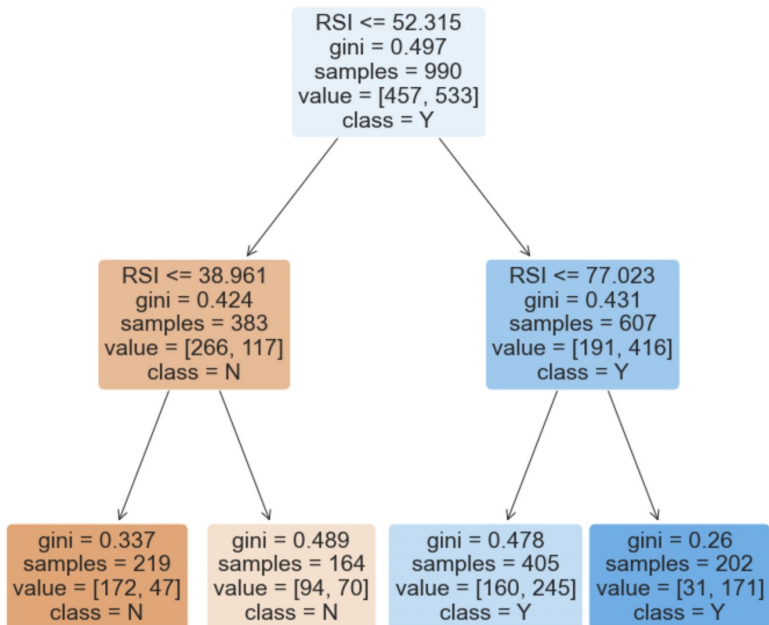 RSI <= 52.315
gini = 0.497
samples = 990
value = [457, 533]
class = Y
RSI <= 38.961
gini = 0.424
samples = 383
value = [266, 117]
class = N
RSI <= 77.023
gini = 0.431
samples = 607
value = [191, 416]
class = Y
gini = 0.337
samples = 219
value = [172, 47]
class = N
gini = 0.489
samples = 164
value = [94, 70]
class = N
gini = 0.478
samples = 405
value = [160, 245]
class = Y
gini = 0.26
samples = 202
value = [31, 171]
class = Y